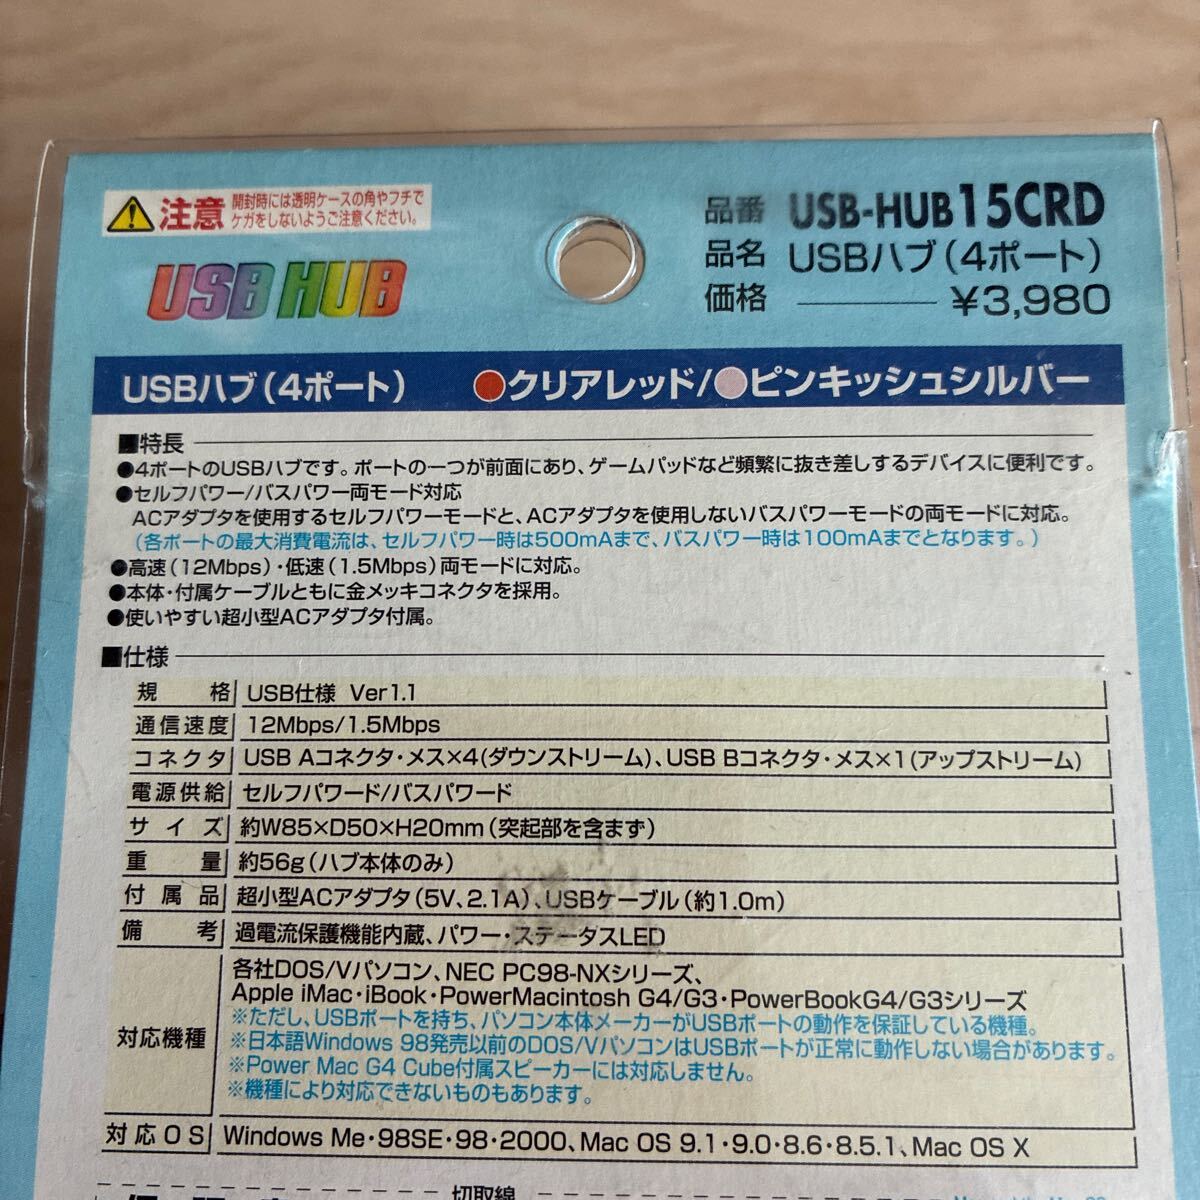 注意 開封時には透明ケースの角やフチで
ケガをしないようご注意ください。
USB HUB
品番 USB-HUB15CRD
品名 USBハブ（4ポート）
価格 ¥3,980
USBハブ（4ポート） ●クリアレッド/●ピンキッシュシルバー
■特長
●4ポートのUSBハブです。ポートの一つが前面にあり、ゲームパッドなど頻繁に抜き差しするデバイスに便利です。
●セルフパワー/バスパワー両モード対応
ACアダプタを使用するセルフパワーモードと、ACアダプタを使用しないバスパワーモードの両モードに対応。
（各ポートの最大消費電流は、セルフパワー時は500mAまで、バスパワー時は100mAまでとなります。）
●高速（12Mbps）・低速（1.5Mbps）両モードに対応。
●本体・付属ケーブルともに金メッキコネクタを採用。
●使いやすい超小型ACアダプタ付属。
■仕様
規格 USB仕様 Ver1.1
通信速度 12Mbps/1.5Mbps
コネクタ USB Aコネクタ・メス×4(ダウンストリーム)、USB Bコネクタ・メス×1(アップストリーム)
電源供給 セルフパワード/バスパワード
サイズ 約W85×D50×H20mm（突起部を含まず）
重量 約56g（ハブ本体のみ）
付属品 超小型ACアダプタ（5V、2.1A）、USBケーブル（約1.0m）
備考 過電流保護機能内蔵、パワー・ステータスLED
対応機種 各社DOS/Vパソコン、NEC PC98-NXシリーズ、
Apple iMac・iBook・PowerMacintosh G4/G3・PowerBookG4/G3シリーズ
※ただし、USBポートを持ち、パソコン本体メーカーがUSBポートの動作を保証している機種。
※日本語Windows 98発売以前のDOS/VパソコンはUSBポートが正常に動作しない場合があります。
※Power Mac G4 Cube付属スピーカーには対応しません。
※機種により対応できないものもあります。
対応OS Windows Me・98SE・98・2000、Mac OS 9.1・9.0・8.6・8.5.1、Mac OS X
切取線